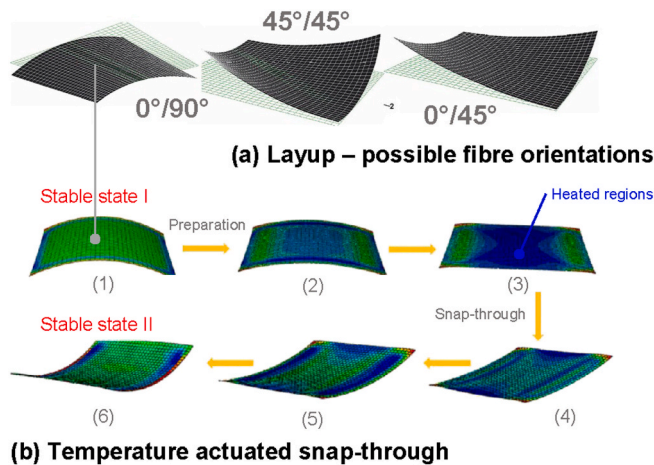 45°/45°
0°/90°
~2
0°/45°
(a) Layup – possible fibre orientations
Stable state I
Preparation
Heated regions
(1)
(2)
(3)
Snap-through
Stable state II
(6)
(5)
(4)
(b) Temperature actuated snap-through